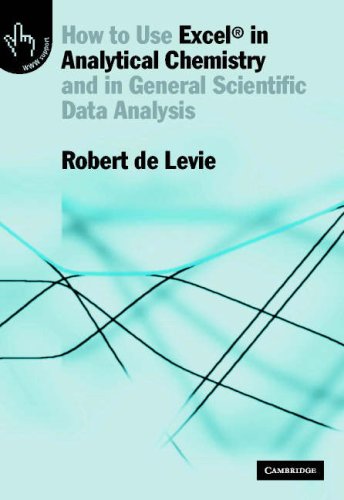 www support
How to Use Excel® in
Analytical Chemistry
and in General Scientific
Data Analysis
Robert de Levie
CAMBRIDGE